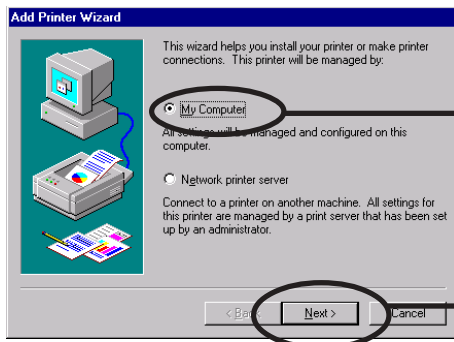 Add Printer Wizard
This wizard helps you install your printer or make printer
connections. This printer will be managed by:
My Computer
All settings will be managed and configured on this
computer.
Network printer server
Connect to a printer on another machine. All settings for
this printer are managed by a print server that has been set
up by an administrator.
< Back
Next >
Cancel